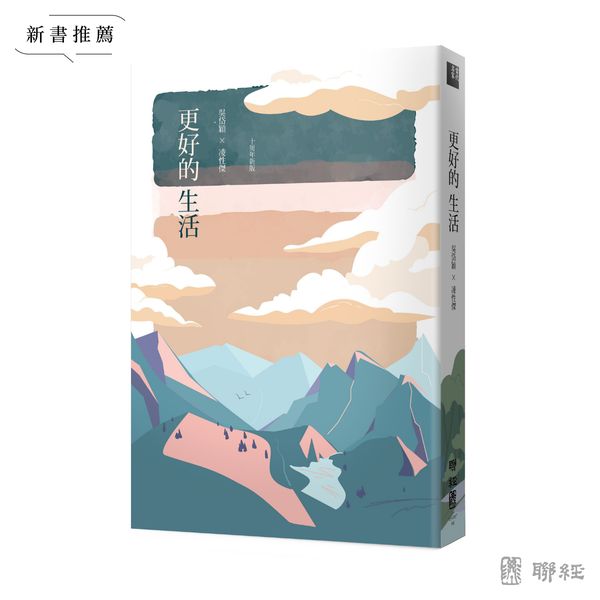 新書推薦
更好的生活
吳岱穎 × 凌性傑
十周年新版
更好的 生活
吳岱穎 × 凌性傑
聯經
聯經